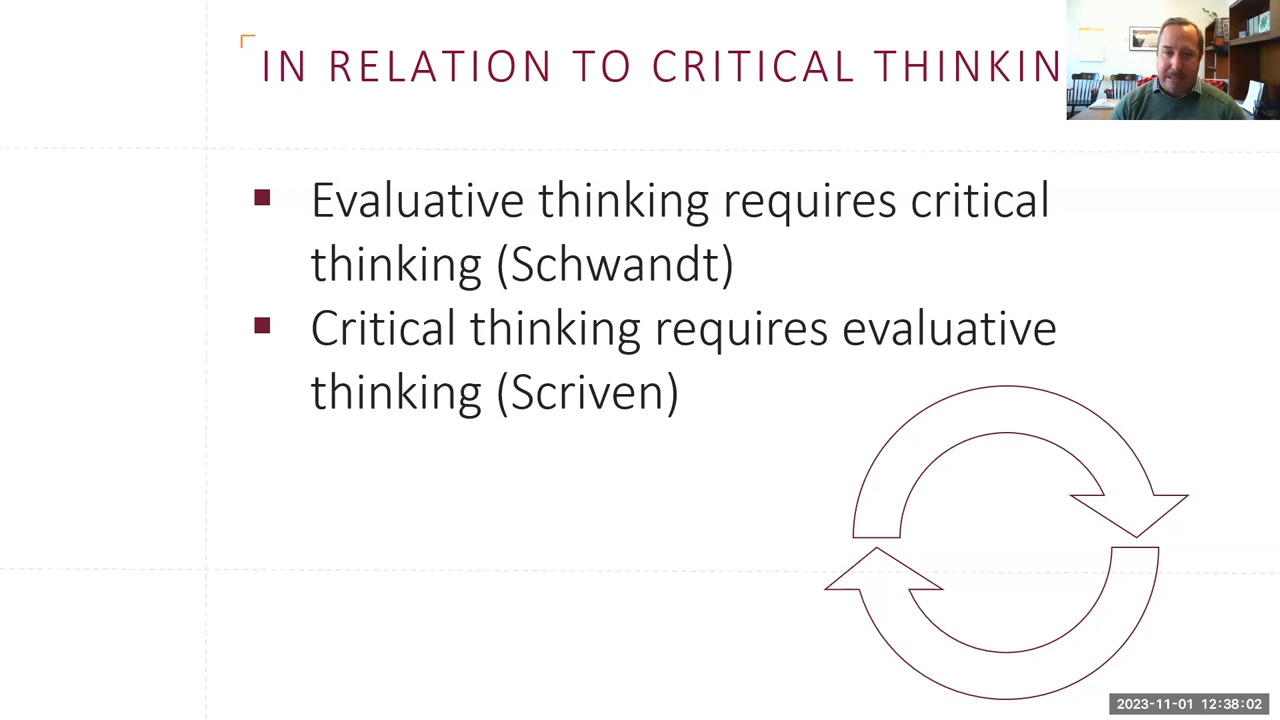 IN RELATION TO CRITICAL THINKIN
Evaluative thinking requires critical
thinking (Schwandt)
Critical thinking requires evaluative
thinking (Scriven)
2023-11-01 12:38:02